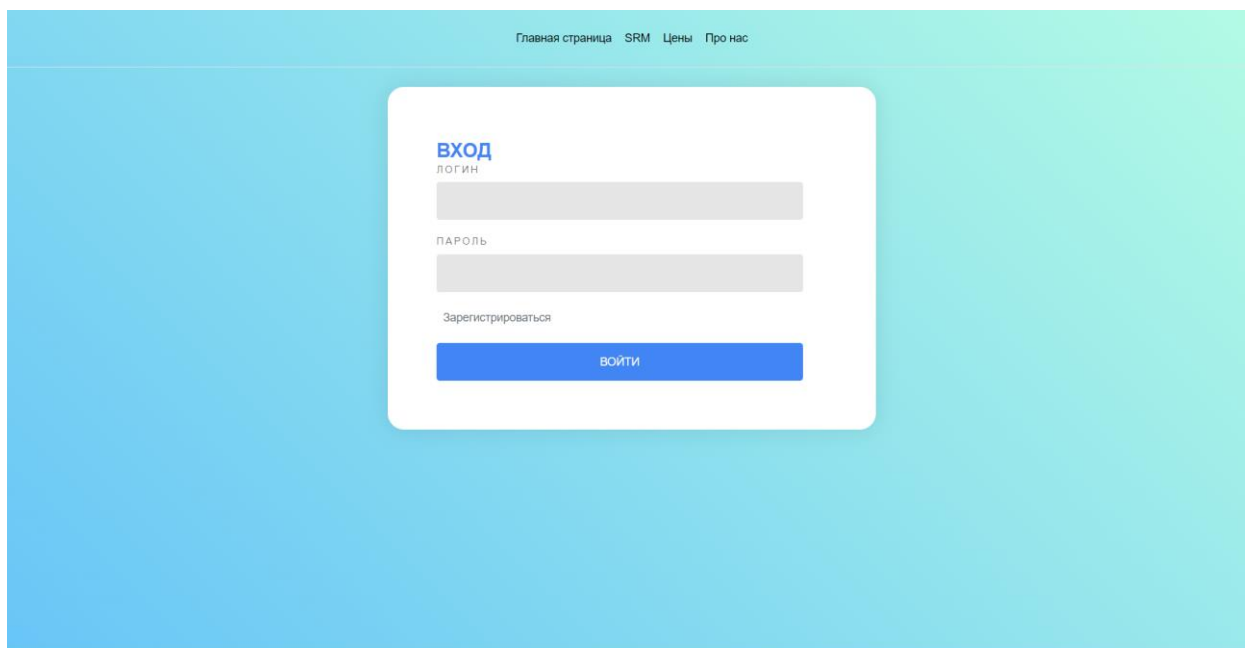 Главная страница SRM Цены Про нас
ВХОД
ЛОГИН
ПАРОЛЬ
Зарегистрироваться
ВОЙТИ